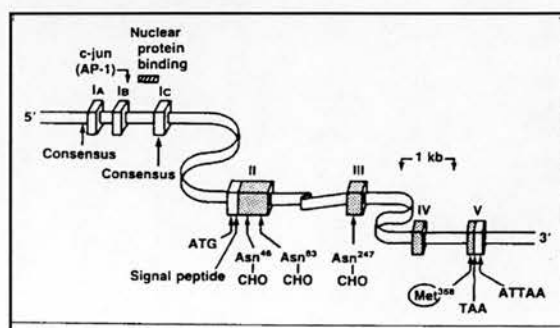 Nuclear
protein
binding
c-jun
(AP-1)
IA IB IC
5'
Consensus
Consensus
II
III
1 kb
IV
V
3'
ATG
Signal peptide
Asn46
CHO
Asn83
CHO
Asn247
CHO
Met358
TAA
ATTAA